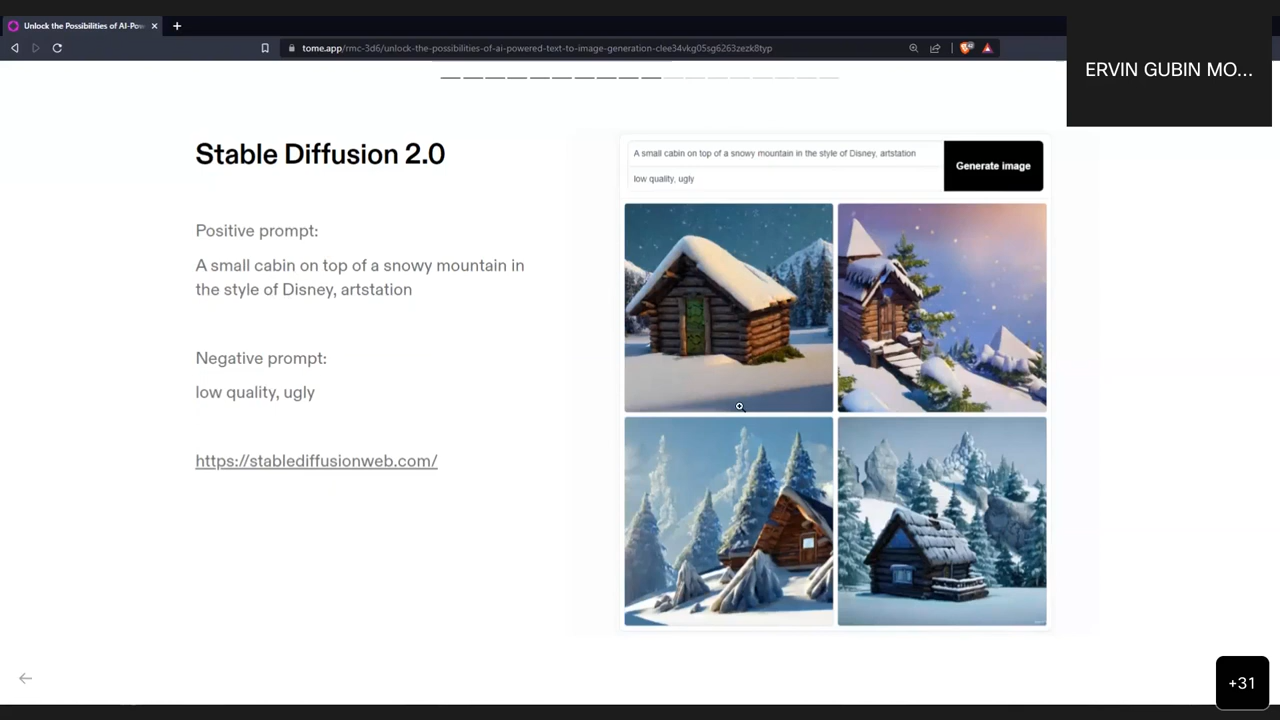 Unlock the Possibilities of AI-Pow
tome.app/rmc-3d6/unlock-the-possibilities-of-ai-powered-text-to-image-generation-clee34vkg05sg6263zezk8typ
ERVIN GUBIN MO...
Stable Diffusion 2.0
Positive prompt:
A small cabin on top of a snowy mountain in
the style of Disney, artstation
Negative prompt:
low quality, ugly
https://stablediffusionweb.com/
A small cabin on top of a snowy mountain in the style of Disney, artstation
low quality, ugly
Generate image
+31